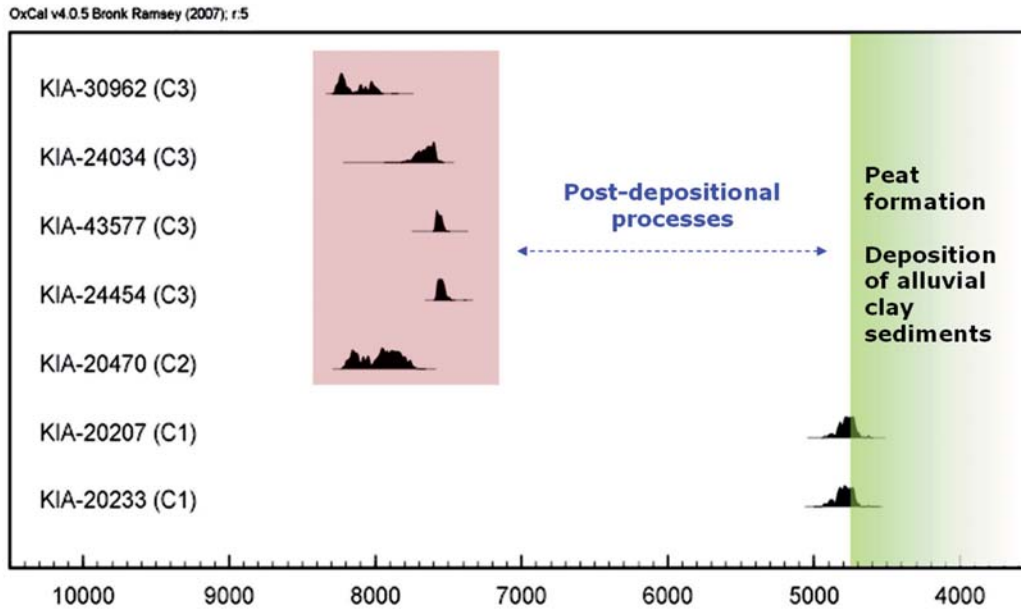 OxCal v4.0.5 Bronk Ramsey (2007); r:5
KIA-30962 (C3)
KIA-24034 (C3)
KIA-43577 (C3)
KIA-24454 (C3)
KIA-20470 (C2)
KIA-20207 (C1)
KIA-20233 (C1)
Post-depositional
processes
Peat
formation
Deposition
of alluvial
clay
sediments
10000 9000 8000 7000 6000 5000 4000